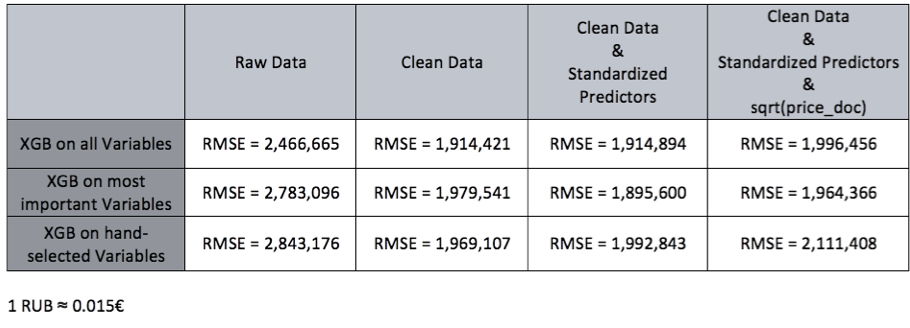 Raw Data
Clean Data
Clean Data
&
Standardized
Predictors
Clean Data
&
Standardized Predictors
&
sqrt(price_doc)
XGB on all Variables
RMSE = 2,466,665
RMSE = 1,914,421
RMSE = 1,914,894
RMSE = 1,996,456
XGB on most
important Variables
RMSE = 2,783,096
RMSE = 1,979,541
RMSE = 1,895,600
RMSE = 1,964,366
XGB on hand-
selected Variables
RMSE = 2,843,176
RMSE = 1,969,107
RMSE = 1,992,843
RMSE = 2,111,408
1 RUB ≈ 0.015€